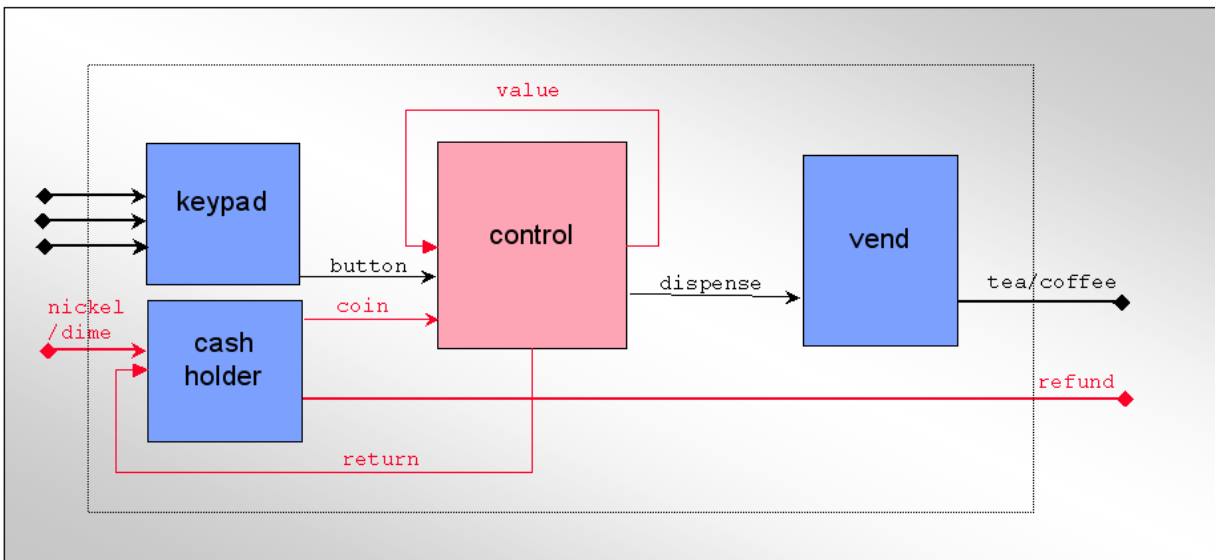 value
keypad
control
vend
button
dispense
tea/coffee
nickel
/dime
coin
cash
holder
refund
return